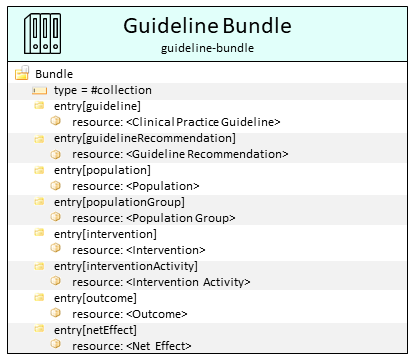 Guideline Bundle
guideline-bundle
Bundle
type = #collection
entry[guideline]
resource: <Clinical Practice Guideline>
entry[guidelineRecommendation]
resource: <Guideline Recommendation>
entry[population]
resource: <Population>
entry[populationGroup]
resource: <Population Group>
entry[intervention]
resource: <Intervention>
entry[interventionActivity]
resource: <Intervention Activity>
entry[outcome]
resource: <Outcome>
entry[netEffect]
resource: <Net Effect>